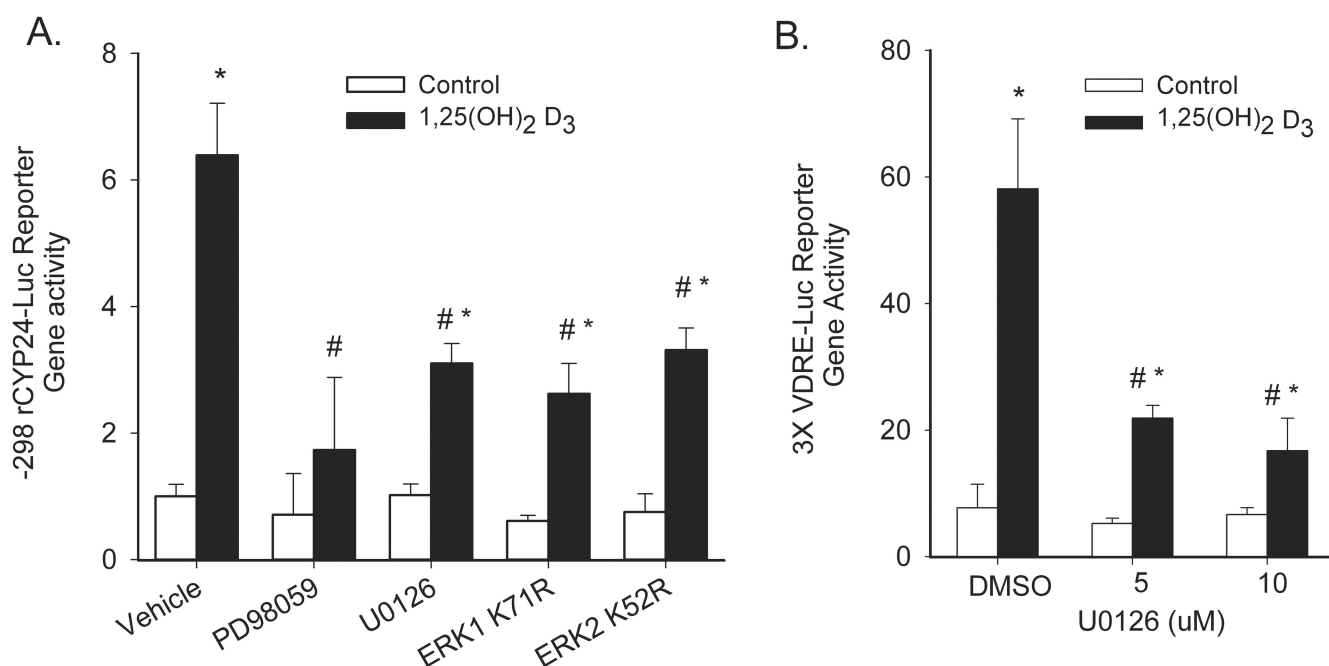 A.
-298 rCYP24-Luc Reporter
Gene activity
8
6
4
2
0
Control
1,25(OH)2 D3
*
#
# *
# *
# *
Vehicle
PD98059
U0126
ERK1 K71R
ERK2 K52R
B.
3X VDRE-Luc Reporter
Gene Activity
80
60
40
20
0
Control
1,25(OH)2 D3
*
# *
# *
DMSO
5
10
U0126 (uM)